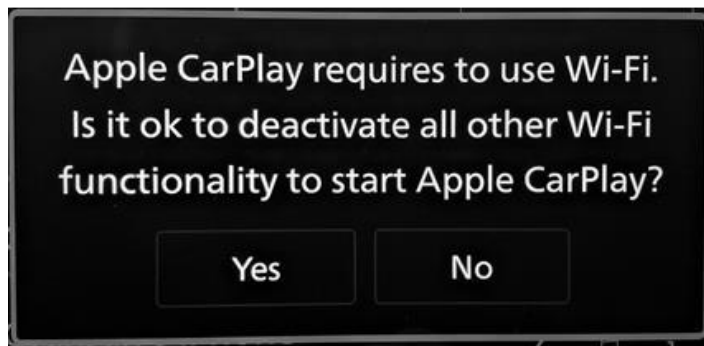 Apple CarPlay requires to use Wi-Fi.
Is it ok to deactivate all other Wi-Fi
functionality to start Apple CarPlay?
Yes
No